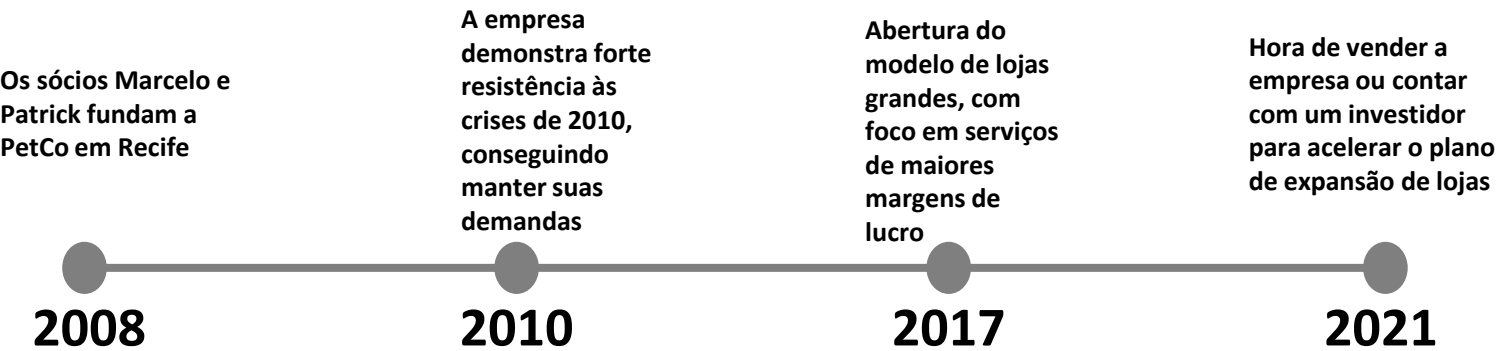 Os sócios Marcelo e
Patrick fundam a
PetCo em Recife
A empresa
demonstra forte
resistência às
crises de 2010,
conseguindo
manter suas
demandas
Abertura do
modelo de lojas
grandes, com
foco em serviços
de maiores
margens de
lucro
Hora de vender a
empresa ou contar
com um investidor
para acelerar o plano
de expansão de lojas
2008
2010
2017
2021